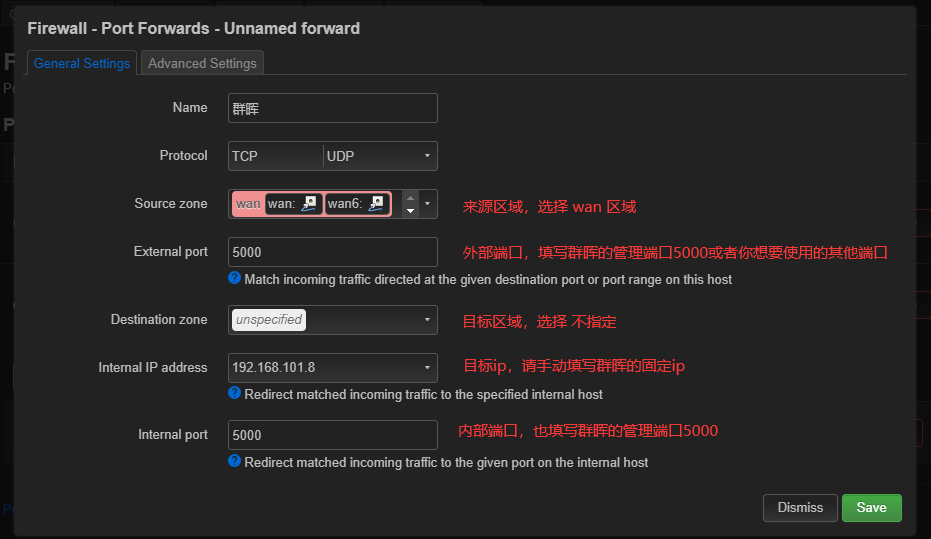 Firewall - Port Forwards - Unnamed forward
General Settings Advanced Settings
Name 群晖
Protocol TCP UDP
Source zone wan wan: wan6: 来源区域，选择 wan 区域
External port 5000 外部端口，填写群晖的管理端口5000或者你想要使用的其他端口
Match incoming traffic directed at the given destination port or port range on this host
Destination zone unspecified 目标区域，选择 不指定
Internal IP address 192.168.101.8 目标ip，请手动填写群晖的固定ip
Redirect matched incoming traffic to the specified internal host
Internal port 5000 内部端口，也填写群晖的管理端口5000
Redirect matched incoming traffic to the given port on the internal host
Dismiss Save